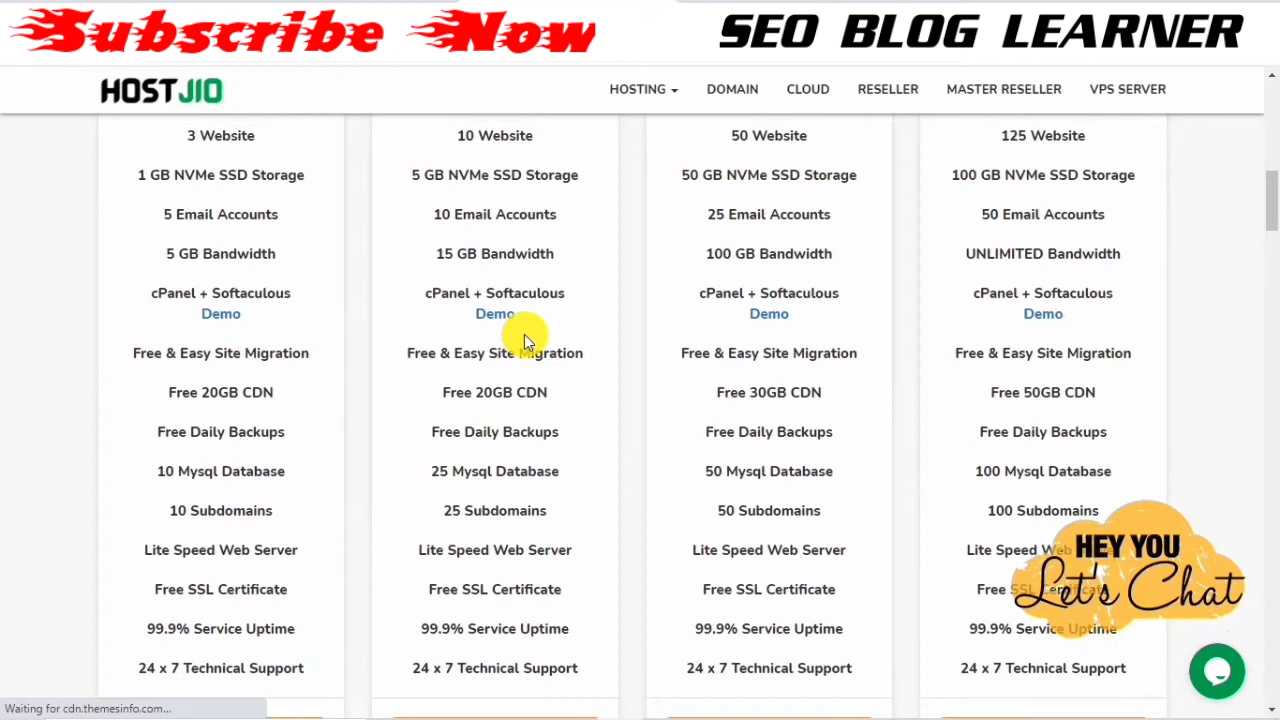 Subscribe Now
SEO BLOG LEARNER
HOSTJIO
HOSTING
DOMAIN
CLOUD
RESELLER
MASTER RESELLER
VPS SERVER
3 Website
1 GB NVMe SSD Storage
5 Email Accounts
5 GB Bandwidth
cPanel + Softaculous
Demo
Free & Easy Site Migration
Free 20GB CDN
Free Daily Backups
10 Mysql Database
10 Subdomains
Lite Speed Web Server
Free SSL Certificate
99.9% Service Uptime
24 x 7 Technical Support
10 Website
5 GB NVMe SSD Storage
10 Email Accounts
15 GB Bandwidth
cPanel + Softaculous
Demo
Free & Easy Site Migration
Free 20GB CDN
Free Daily Backups
25 Mysql Database
25 Subdomains
Lite Speed Web Server
Free SSL Certificate
99.9% Service Uptime
24 x 7 Technical Support
50 Website
50 GB NVMe SSD Storage
25 Email Accounts
100 GB Bandwidth
cPanel + Softaculous
Demo
Free & Easy Site Migration
Free 30GB CDN
Free Daily Backups
50 Mysql Database
50 Subdomains
Lite Speed Web Server
Free SSL Certificate
99.9% Service Uptime
24 x 7 Technical Support
125 Website
100 GB NVMe SSD Storage
50 Email Accounts
UNLIMITED Bandwidth
cPanel + Softaculous
Demo
Free & Easy Site Migration
Free 50GB CDN
Free Daily Backups
100 Mysql Database
100 Subdomains
Lite Speed Web
Free SSL Certificate
99.9% Service Uptime
24 x 7 Technical Support
HEY YOU
Let's Chat
Waiting for cdn.themesinfo.com...